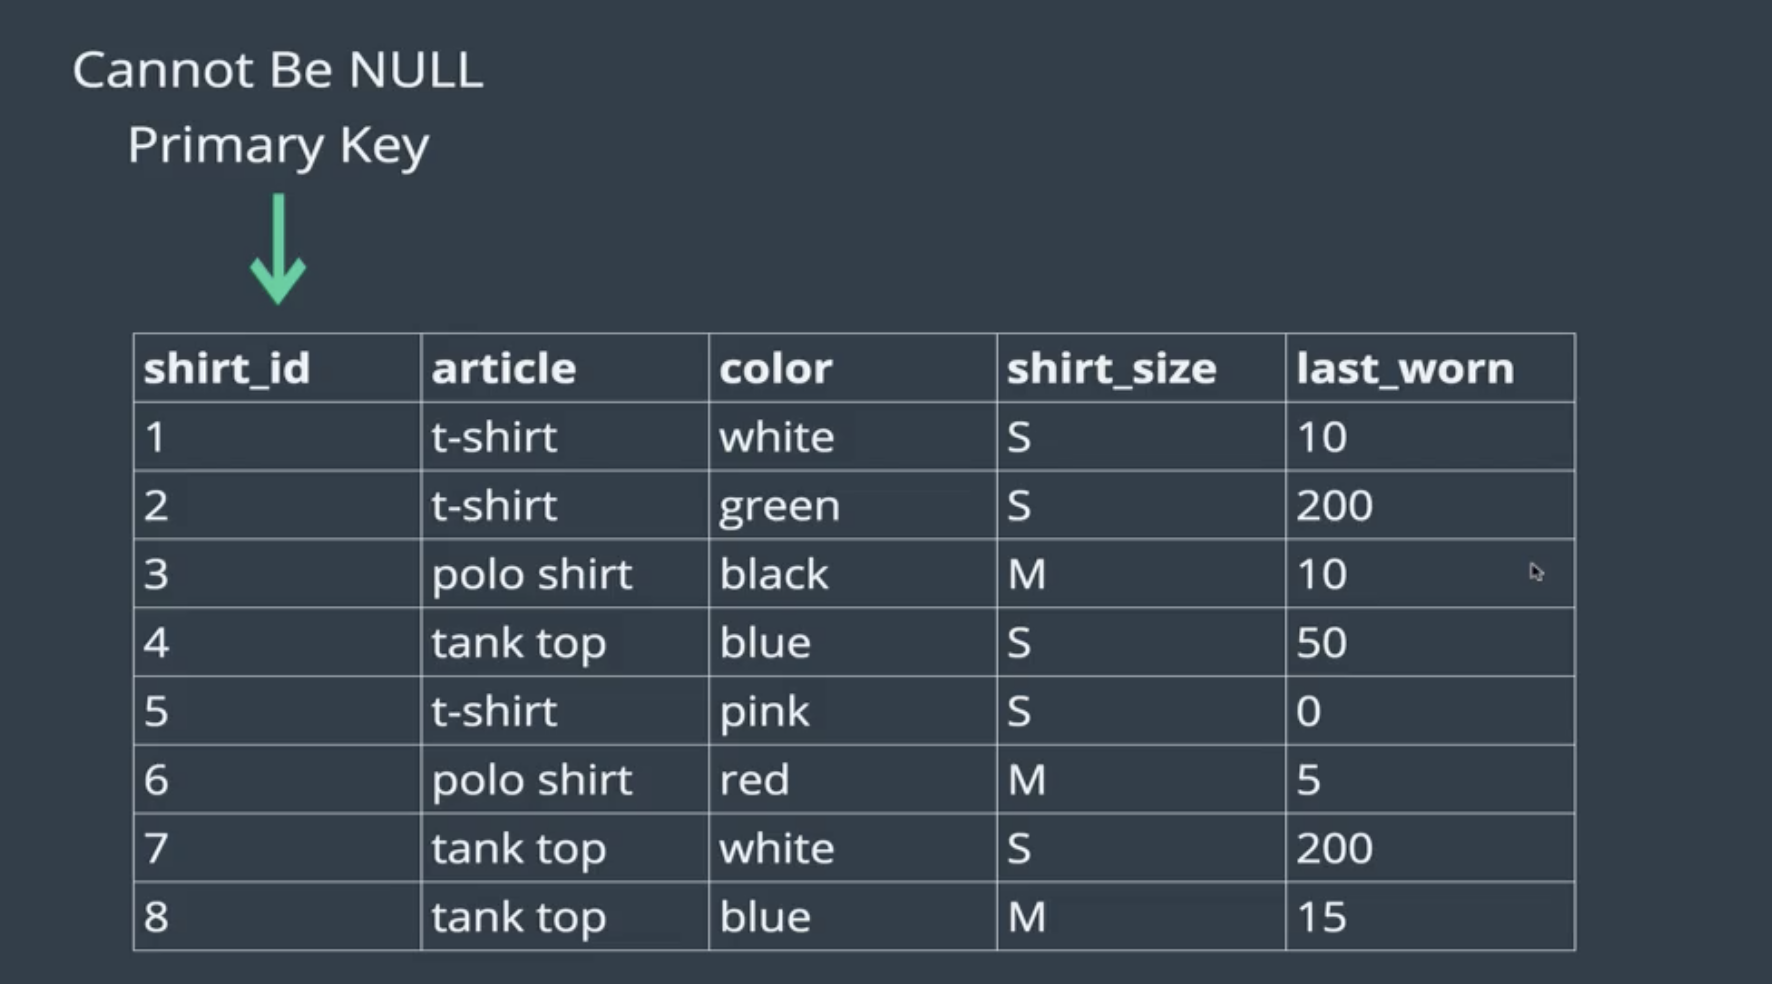 Cannot Be NULL
Primary Key
shirt_id article color shirt_size last_worn
1 t-shirt white S 10
2 t-shirt green S 200
3 polo shirt black M 10
4 tank top blue S 50
5 t-shirt pink S 0
6 polo shirt red M 5
7 tank top white S 200
8 tank top blue M 15